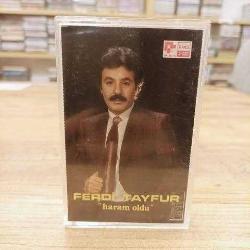 FERDİ TAYFUR
"haram oldu"